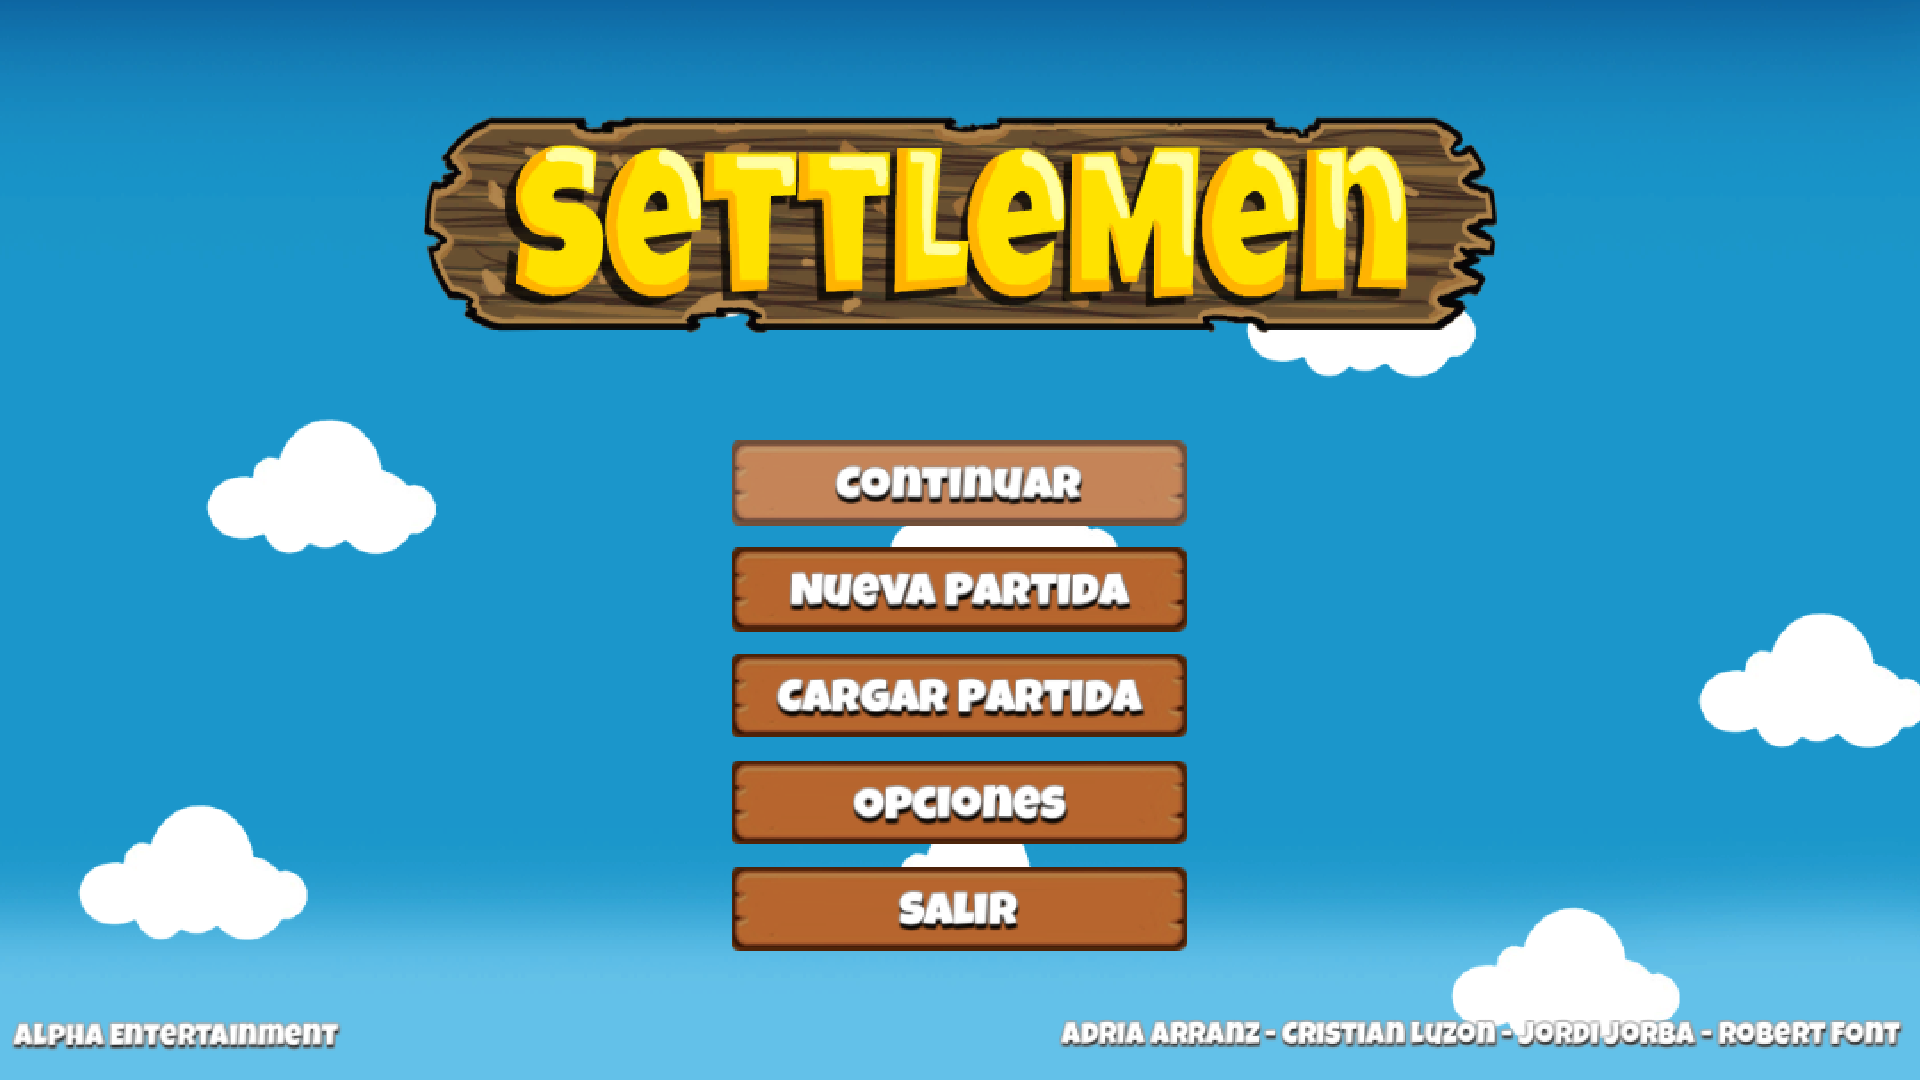 SETTLEMEN
CONTINUAR
NUEVA PARTIDA
CARGAR PARTIDA
OPCIONES
SALIR
ALPHA ENTERTAINMENT
ADRIA ARRANZ - CRISTIAN LUZON - JORDI JORBA - ROBERT FONT